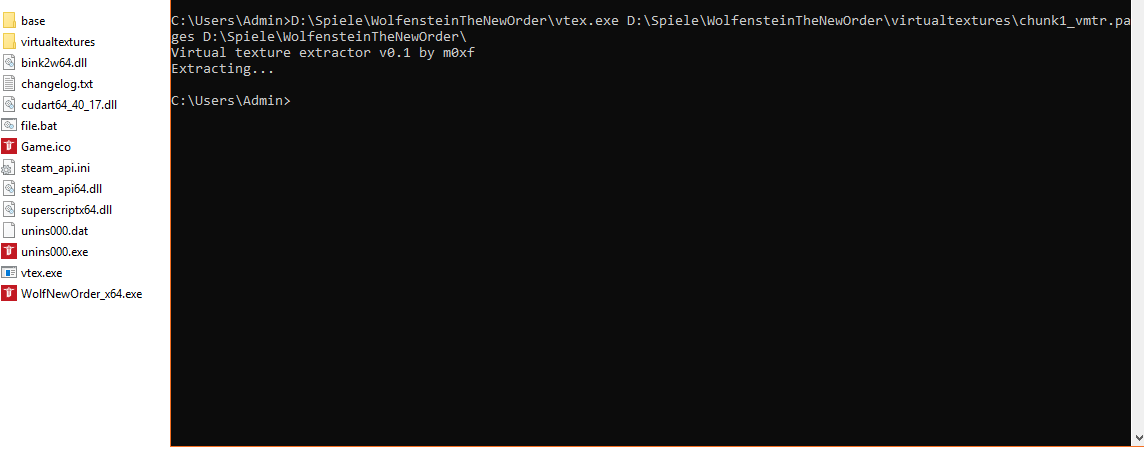 base
virtualtextures
bink2w64.dll
changelog.txt
cudart64_40_17.dll
file.bat
Game.ico
steam_api.ini
steam_api64.dll
superscriptx64.dll
unins000.dat
unins000.exe
vtex.exe
WolfNewOrder_x64.exe
C:\Users\Admin>D:\Spiele\WolfensteinTheNewOrder\vtex.exe D:\Spiele\WolfensteinTheNewOrder\virtualtextures\chunk1_vmtr.pa
ges D:\Spiele\WolfensteinTheNewOrder\
Virtual texture extractor v0.1 by m0xf
Extracting...
C:\Users\Admin>